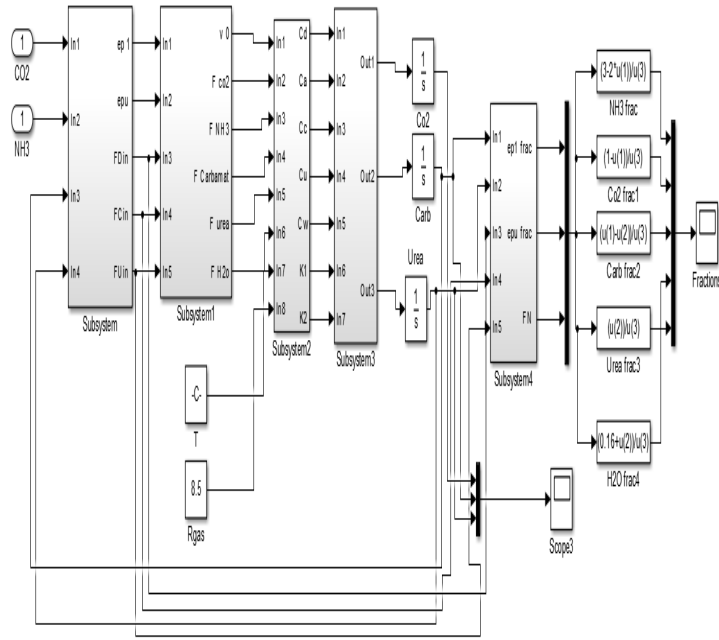 1
CO2
1
NH3
In1
In2
In3
In4
ep 1
epu
FDin
FCin
FUin
Subsystem
In1
In2
In3
In4
In5
v 0
F co2
F NH3
F Carbamat
F urea
F H2o
Subsystem1
In1
In2
In3
In4
In5
In6
In7
In8
Cd
Ca
Cc
Cu
Cw
K1
K2
Subsystem2
In1
In2
In3
In4
In5
In6
In7
Out1
Out2
Out3
Subsystem3
1
s
Co2
1
s
Carb
Urea
1
s
In1
In2
In3
In4
In5
ep1 frac
epu frac
FN
Subsystem4
(3-2*u(1))/u(3)
NH3 frac
(1-u(1))/u(3)
Co2 frac1
(u(1)-u(2))/u(3)
Carb frac2
(u(2))/u(3)
Urea frac3
(0.16+u(2))/u(3)
H2O frac4
Fractions
-C-
T
8.5
Rgas
Scope3